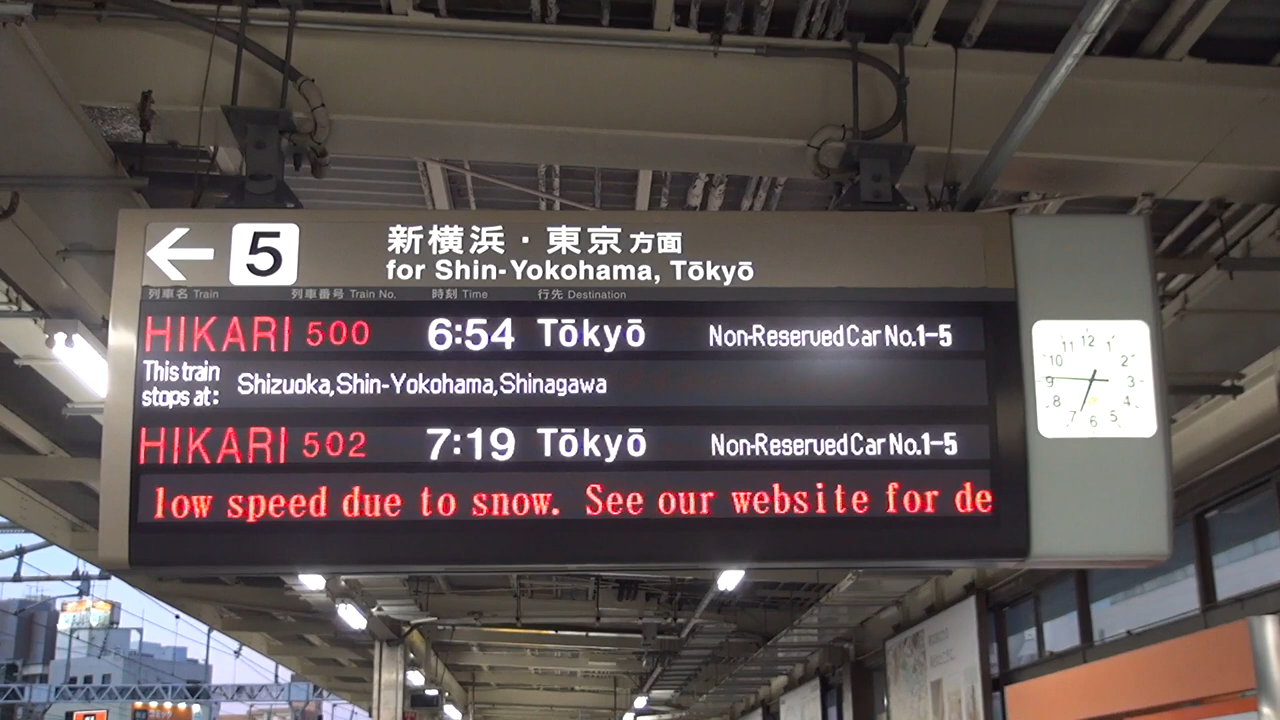 ← 5 新横浜・東京方面
for Shin-Yokohama, Tōkyō
列車名 Train 列車番号 Train No. 時刻 Time 行先 Destination
HIKARI 500 6:54 Tōkyō Non-Reserved Car No.1-5
This train stops at: Shizuoka,Shin-Yokohama,Shinagawa
HIKARI 502 7:19 Tōkyō Non-Reserved Car No.1-5
low speed due to snow. See our website for de
12 1 2 3 4 5 6 7 8 9 10 11